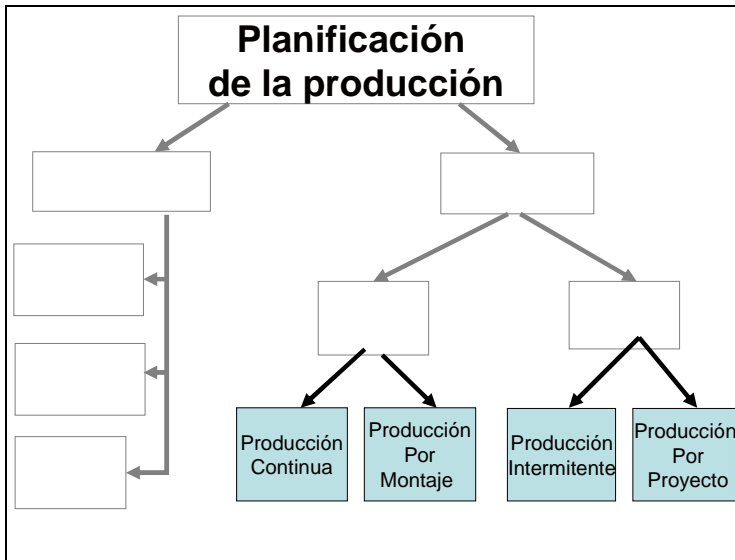 Planificación
de la producción
Producción
Continua
Producción
Por
Montaje
Producción
Intermitente
Producción
Por
Proyecto